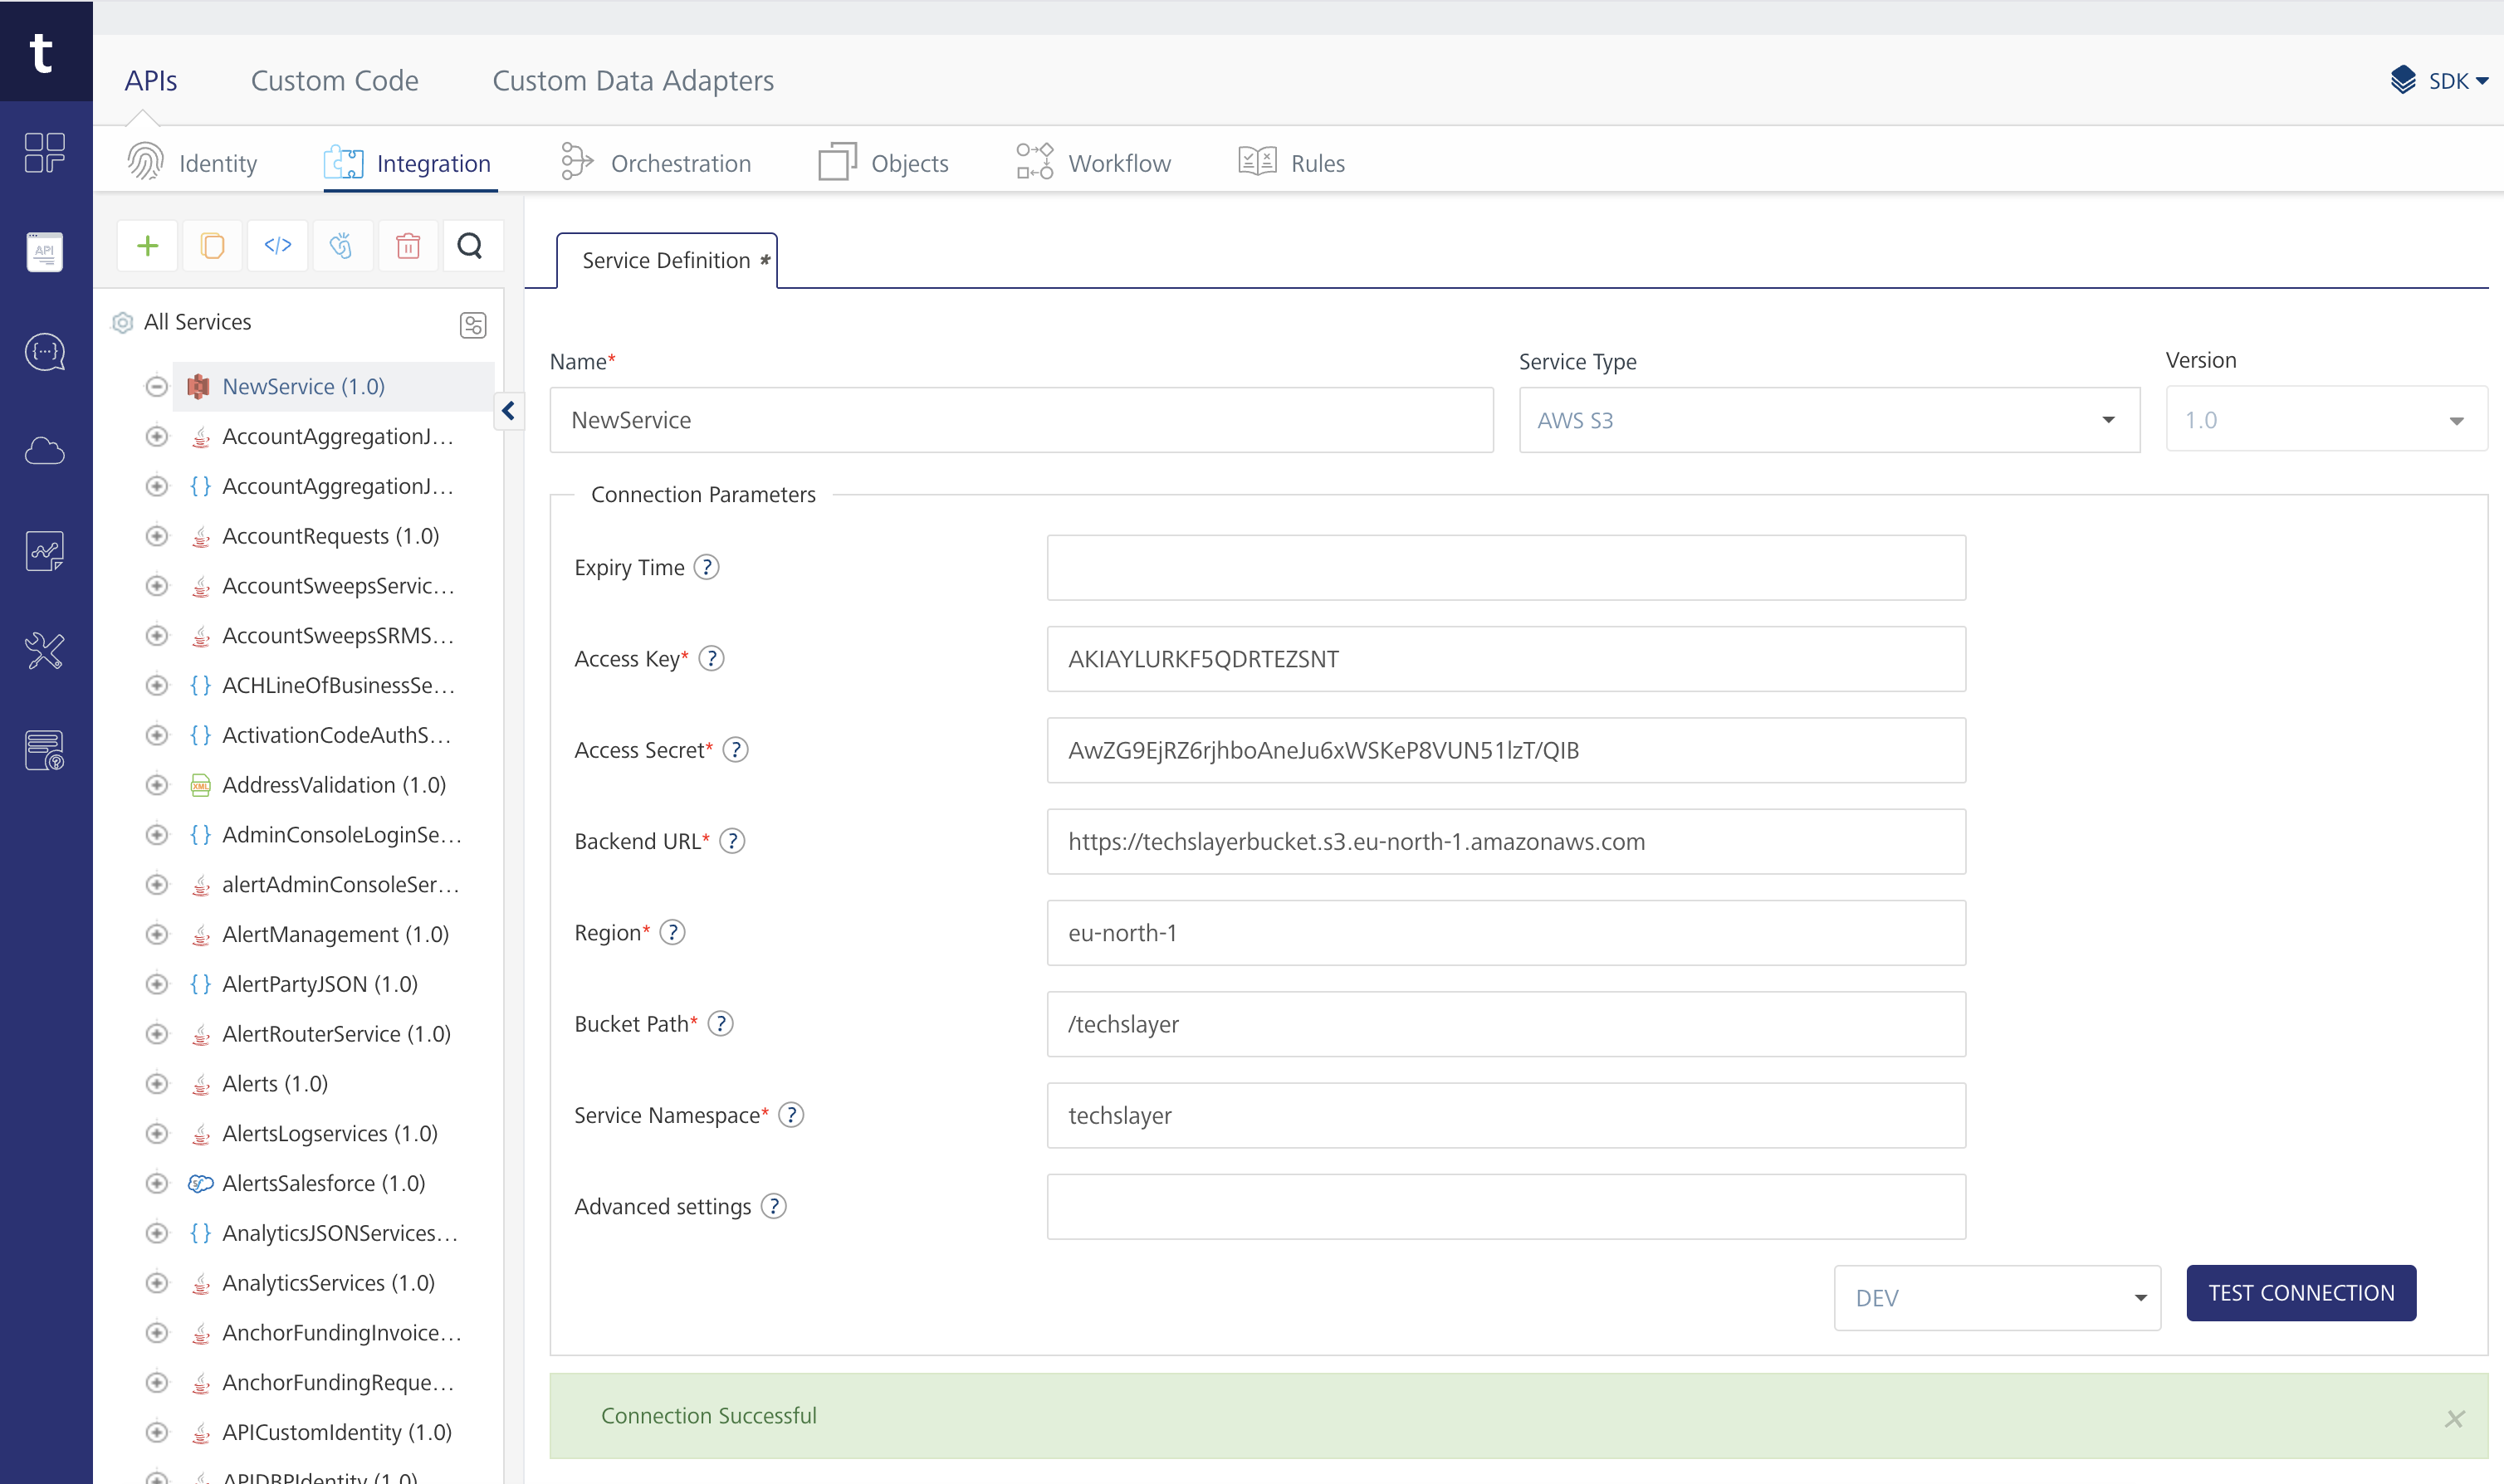 t
APIs Custom Code Custom Data Adapters SDK
Identity Integration Orchestration Objects Workflow Rules
API
Service Definition *
All Services
NewService (1.0)
AccountAggregationJ...
AccountAggregationJ...
AccountRequests (1.0)
AccountSweepsServic...
AccountSweepsSRMS...
ACHLineOfBusinessSe...
ActivationCodeAuthS...
AddressValidation (1.0)
AdminConsoleLoginSe...
alertAdminConsoleSer...
AlertManagement (1.0)
AlertPartyJSON (1.0)
AlertRouterService (1.0)
Alerts (1.0)
AlertsLogservices (1.0)
AlertsSalesforce (1.0)
AnalyticsJSONServices...
AnalyticsServices (1.0)
AnchorFundingInvoice...
AnchorFundingReque...
APICustomIdentity (1.0)
APIDBPIdentity (1.0)
Name* Service Type Version
NewService AWS S3 1.0
Connection Parameters
Expiry Time ?
Access Key* ? AKIAYLURKF5QDRTEZSNT
Access Secret* ? 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
Backend URL* ? https://techslayerbucket.s3.eu-north-1.amazonaws.com
Region* ? eu-north-1
Bucket Path* ? /techslayer
Service Namespace* ? techslayer
Advanced settings ?
DEV TEST CONNECTION
Connection Successful